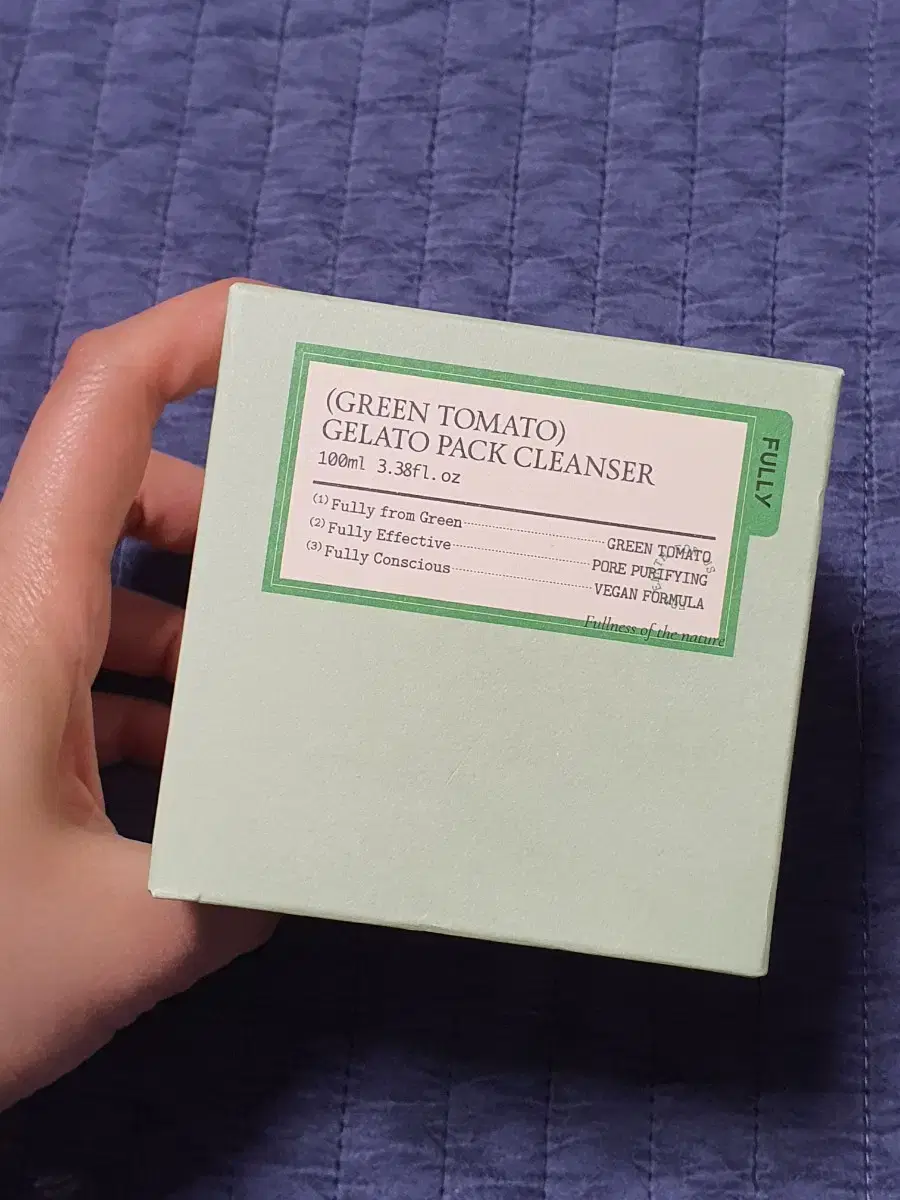 (GREEN TOMATO)
GELATO PACK CLEANSER
100ml 3.38fl.oz
(1) Fully from Green GREEN TOMATO
(2) Fully Effective PORE PURIFYING
(3) Fully Conscious VEGAN FORMULA
Fullness of the nature
FULLY